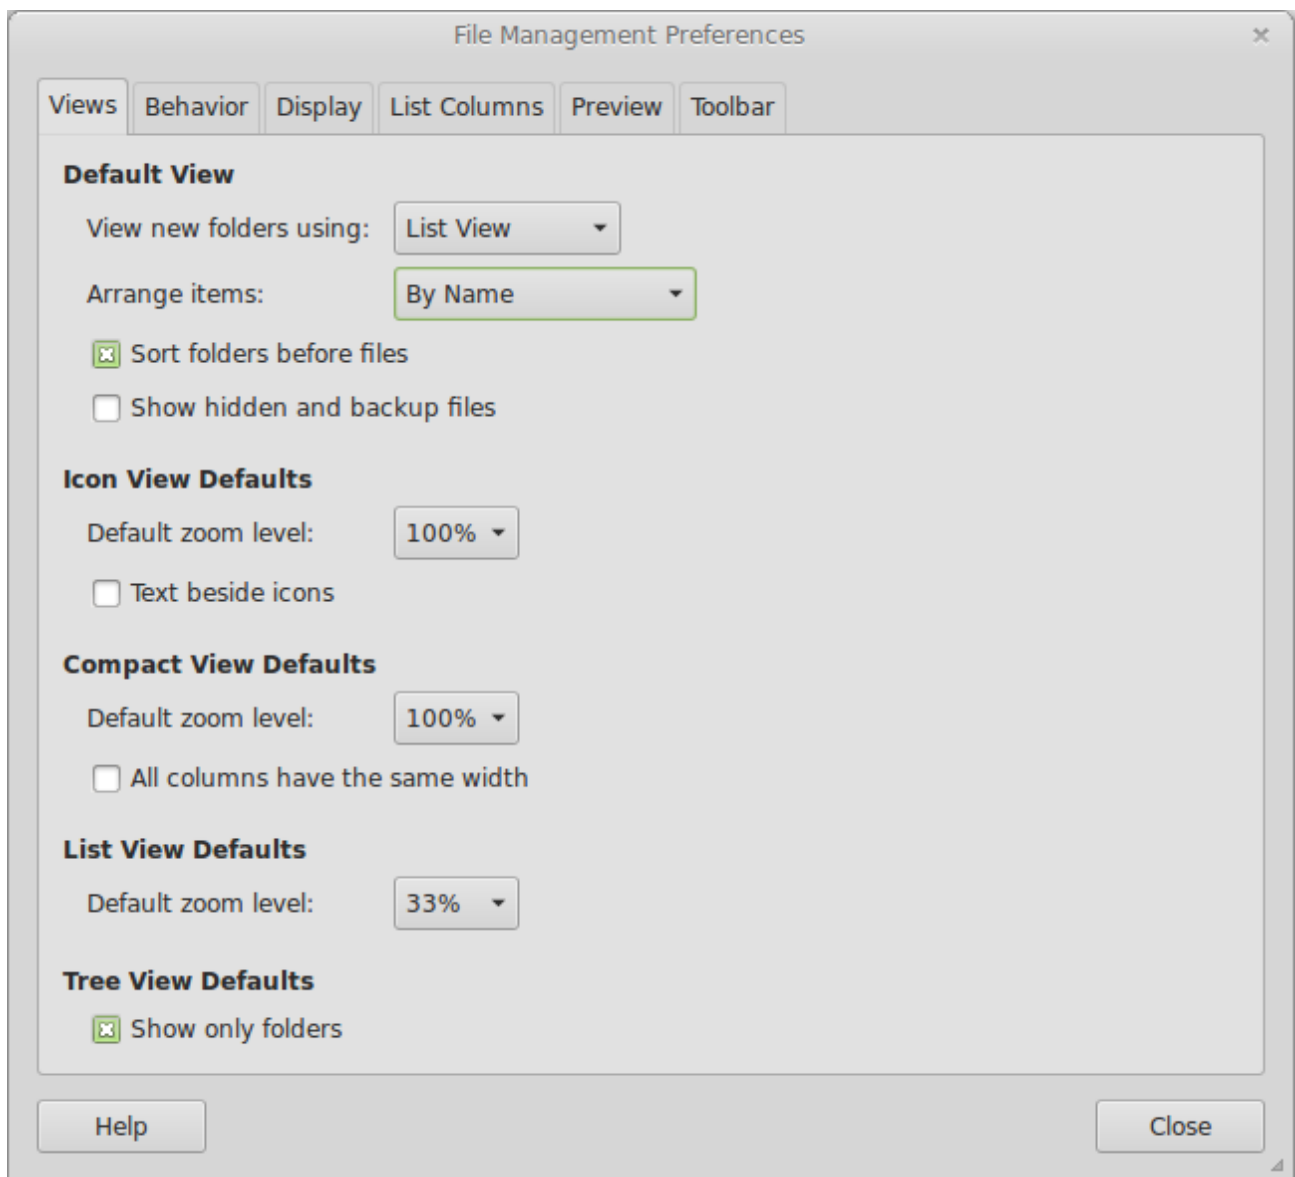 File Management Preferences
Views Behavior Display List Columns Preview Toolbar
Default View
View new folders using: List View
Arrange items: By Name
Sort folders before files
Show hidden and backup files
Icon View Defaults
Default zoom level: 100%
Text beside icons
Compact View Defaults
Default zoom level: 100%
All columns have the same width
List View Defaults
Default zoom level: 33%
Tree View Defaults
Show only folders
Help Close